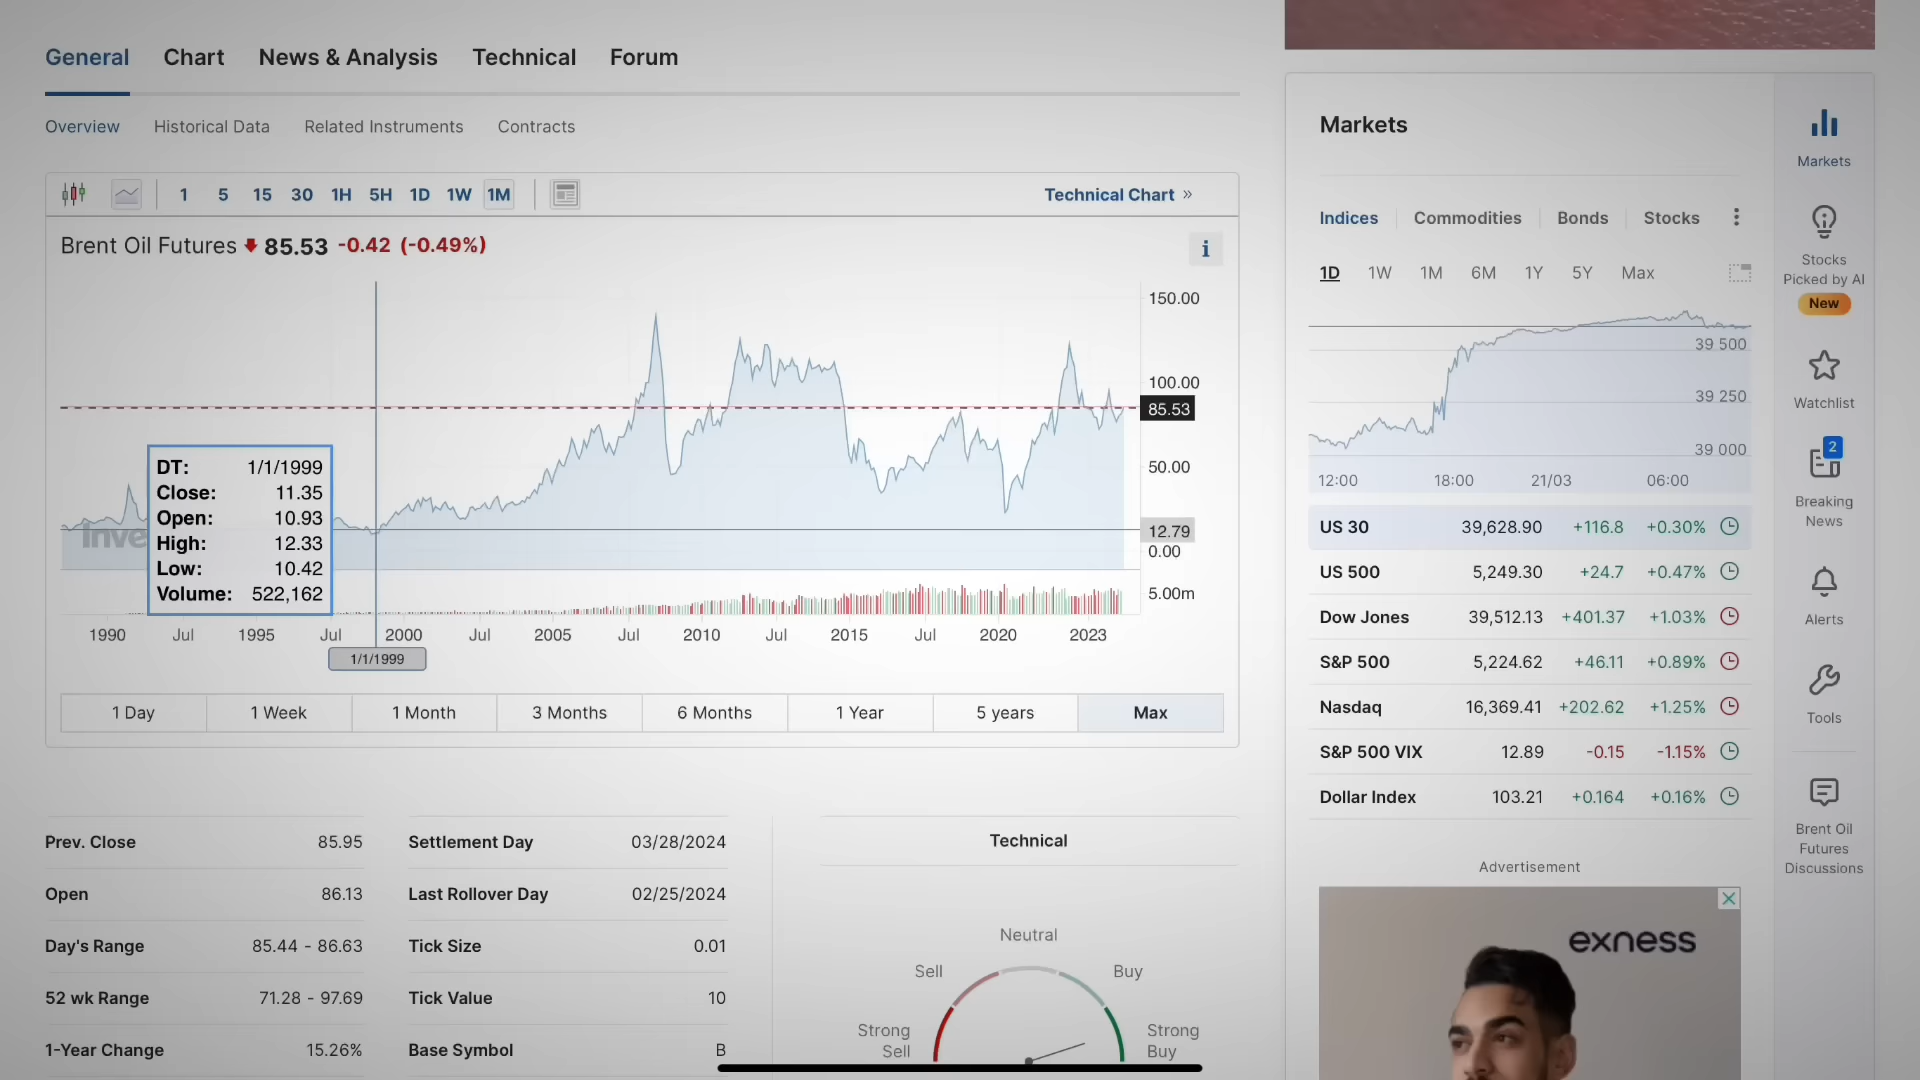 General Chart News & Analysis Technical Forum
Overview Historical Data Related Instruments Contracts
1 5 15 30 1H 5H 1D 1W 1M
Technical Chart »
Brent Oil Futures 85.53 -0.42 (-0.49%)
i
150.00
100.00
85.53
50.00
12.79
0.00
5.00m
Inve
DT: 1/1/1999
Close: 11.35
Open: 10.93
High: 12.33
Low: 10.42
Volume: 522,162
1990 Jul 1995 Jul 2000 Jul 2005 Jul 2010 Jul 2015 Jul 2020 2023
1/1/1999
1 Day 1 Week 1 Month 3 Months 6 Months 1 Year 5 years Max
Prev. Close 85.95
Open 86.13
Day's Range 85.44 - 86.63
52 wk Range 71.28 - 97.69
1-Year Change 15.26%
Settlement Day 03/28/2024
Last Rollover Day 02/25/2024
Tick Size 0.01
Tick Value 10
Base Symbol B
Technical
Neutral
Sell
Buy
Strong
Sell
Strong
Buy
Markets
Indices Commodities Bonds Stocks
1D 1W 1M 6M 1Y 5Y Max
39 500
39 250
39 000
12:00 18:00 21/03 06:00
US 30 39,628.90 +116.8 +0.30%
US 500 5,249.30 +24.7 +0.47%
Dow Jones 39,512.13 +401.37 +1.03%
S&P 500 5,224.62 +46.11 +0.89%
Nasdaq 16,369.41 +202.62 +1.25%
S&P 500 VIX 12.89 -0.15 -1.15%
Dollar Index 103.21 +0.164 +0.16%
Advertisement
exness
Markets
Stocks
Picked by AI
New
Watchlist
2
Breaking
News
Alerts
Tools
Brent Oil
Futures
Discussions